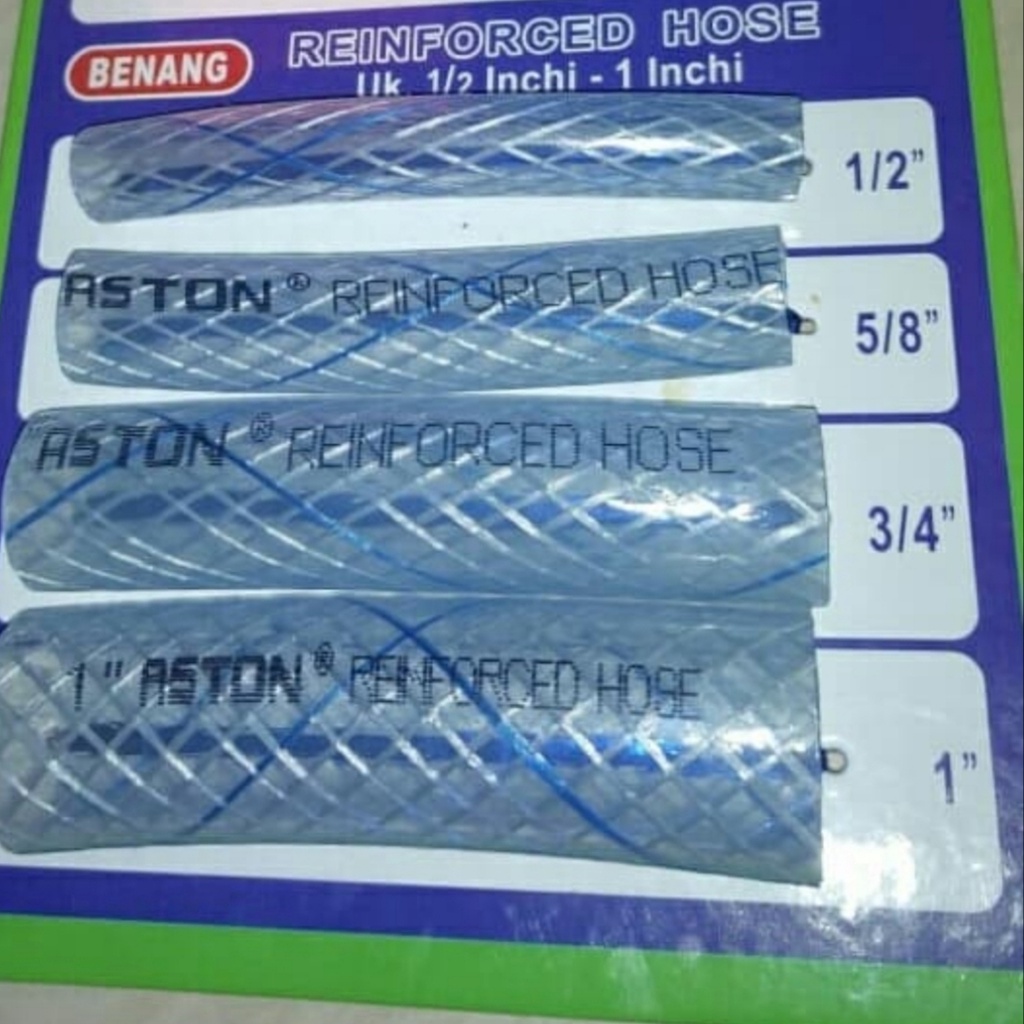 REINFORCED HOSE
BENANG
Uk. 1/2 Inchi - 1 Inchi
1/2"
ASTON® REINFORCED HOSE
5/8"
ASTON® REINFORCED HOSE
3/4"
1" ASTON® REINFORCED HOSE
1"